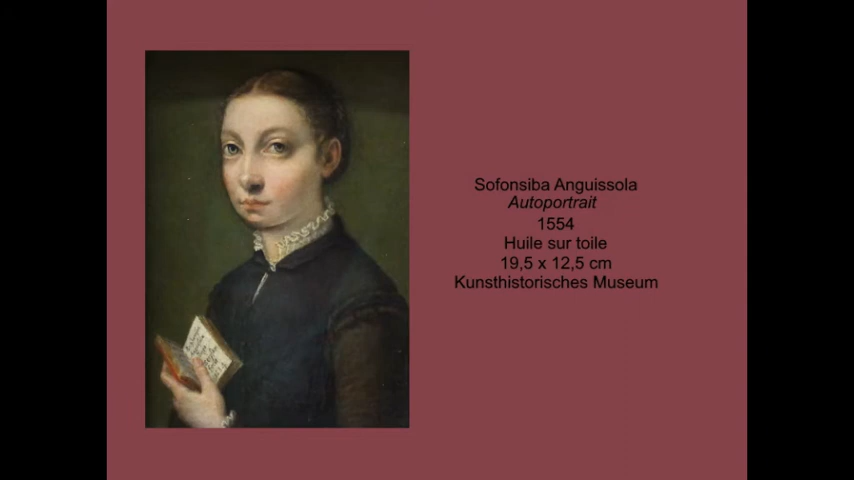 Sofonsiba Anguissola
Autoportrait
1554
Huile sur toile
19,5 x 12,5 cm
Kunsthistorisches Museum